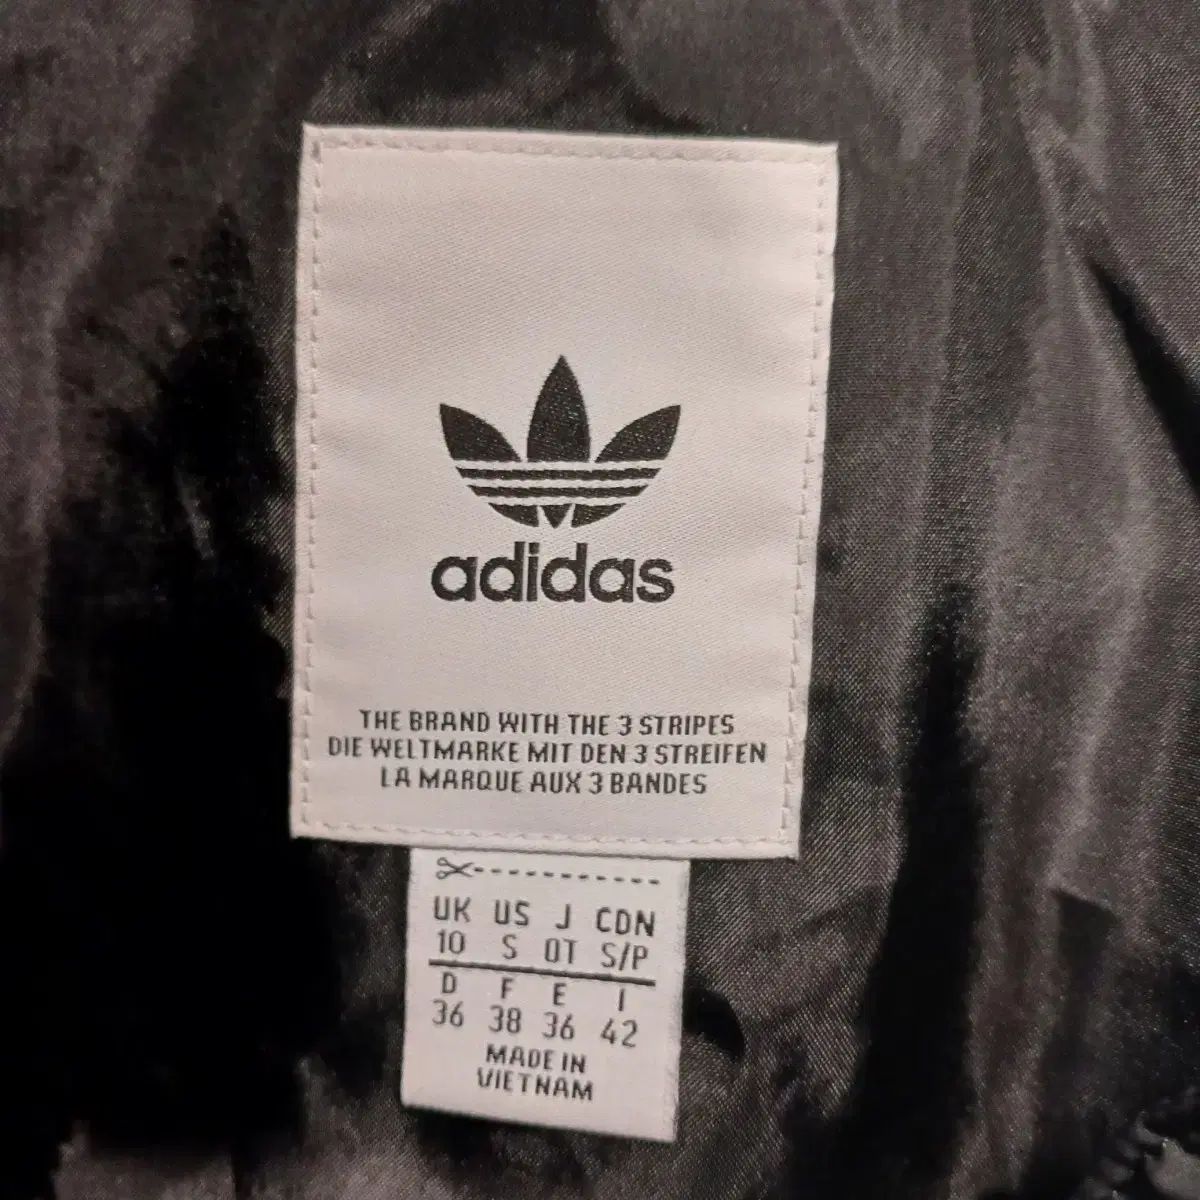 adidas
THE BRAND WITH THE 3 STRIPES
DIE WELTMARKE MIT DEN 3 STREIFEN
LA MARQUE AUX 3 BANDES
UK US J CDN
10 S OT S/P
D F E I
36 38 36 42
MADE IN
VIETNAM